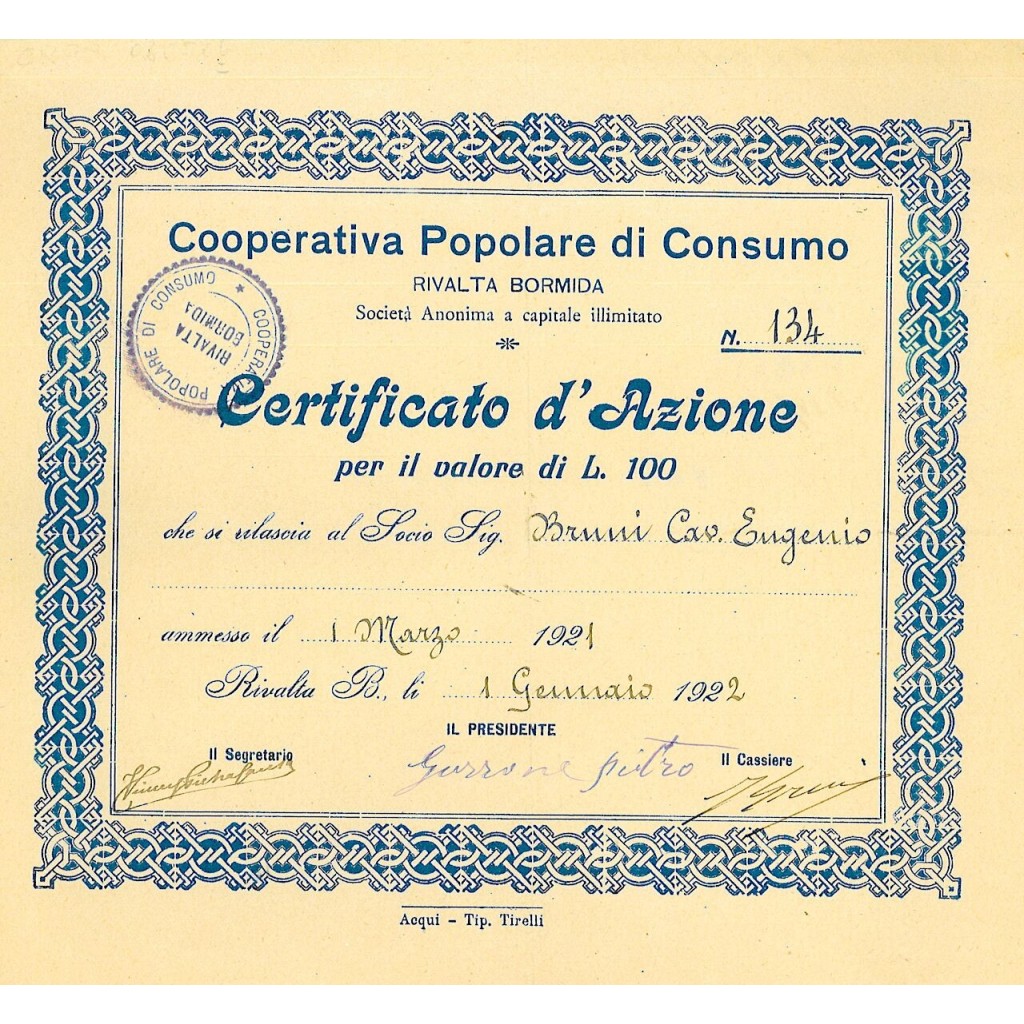 Cooperativa Popolare di Consumo
RIVALTA BORMIDA
Società Anonima a capitale illimitato
COOPERATIVA POPOLARE DI CONSUMO
RIVALTA
BORMIDA
N. 134
Certificato d'Azione
per il valore di L. 100
che si rilascia al Socio Sig. Bruni Cav. Eugenio
ammesso il 1 Marzo 1921
Rivalta B., li 1 Gennaio 1922
IL PRESIDENTE
Il Segretario
Il Cassiere
Garrone Pietro
Acqui - Tip. Tirelli